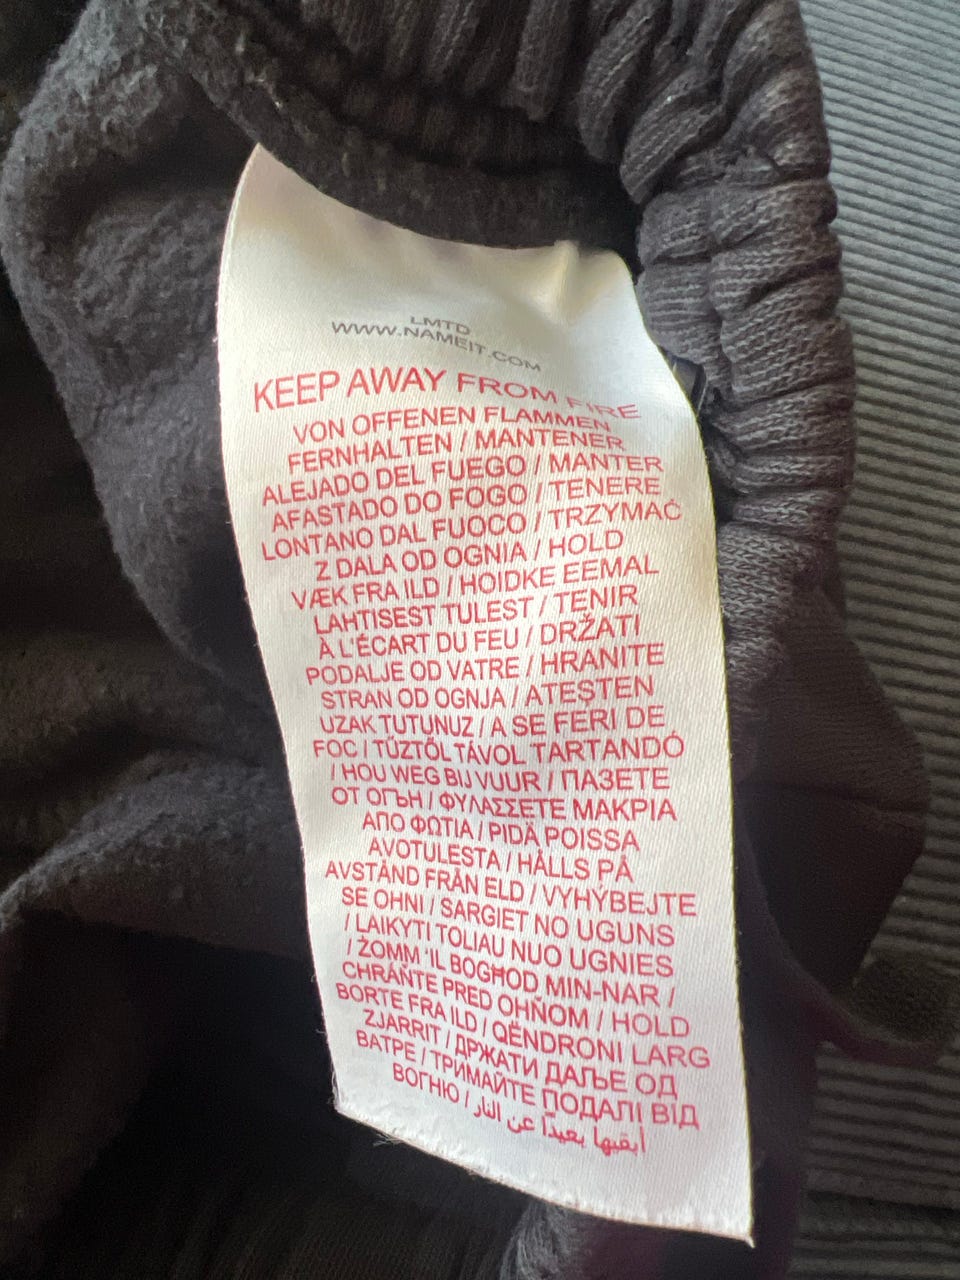 LMTD
WWW.NAMEIT.COM
KEEP AWAY FROM FIRE
VON OFFENEN FLAMMEN
FERNHALTEN / MANTENER
ALEJADO DEL FUEGO / MANTER
AFASTADO DO FOGO / TENERE
LONTANO DAL FUOCO / TRZYMAĆ
Z DALA OD OGNIA / HOLD
VÆK FRA ILD / HOIDKE EEMAL
LAHTISEST TULEST / TENIR
À L'ÉCART DU FEU / DRŽATI
PODALJE OD VATRE / HRANITE
STRAN OD OGNJA / ATEŞTEN
UZAK TUTUNUZ / A SE FERI DE
FOC / TŰZTŐL TÁVOL TARTANDÓ
/ HOU WEG BIJ VUUR / ПАЗЕТЕ
ОТ ОГЪН / ΦΥΛΑΣΣΕΤΕ ΜΑΚΡΙΑ
ΑΠΟ ΦΩΤΙΑ / PIDÄ POISSA
AVOTULESTA / HÅLLS PÅ
AVSTÅND FRÅN ELD / VYHÝBEJTE
SE OHNI / SARGIET NO UGUNS
/ LAIKYTI TOLIAU NUO UGNIES
/ ŻOMM 'IL BOGĦOD MIN-NAR /
CHRÁŇTE PRED OHŇOM / HOLD
BORTE FRA ILD / QËNDRONI LARG
ZJARRIT / ДРЖАТИ ДАЉЕ ОД
ВАТРЕ / ТРИМАЙТЕ ПОДАЛІ ВІД
ВОГНЮ / أبقيها بعيدًا عن النار